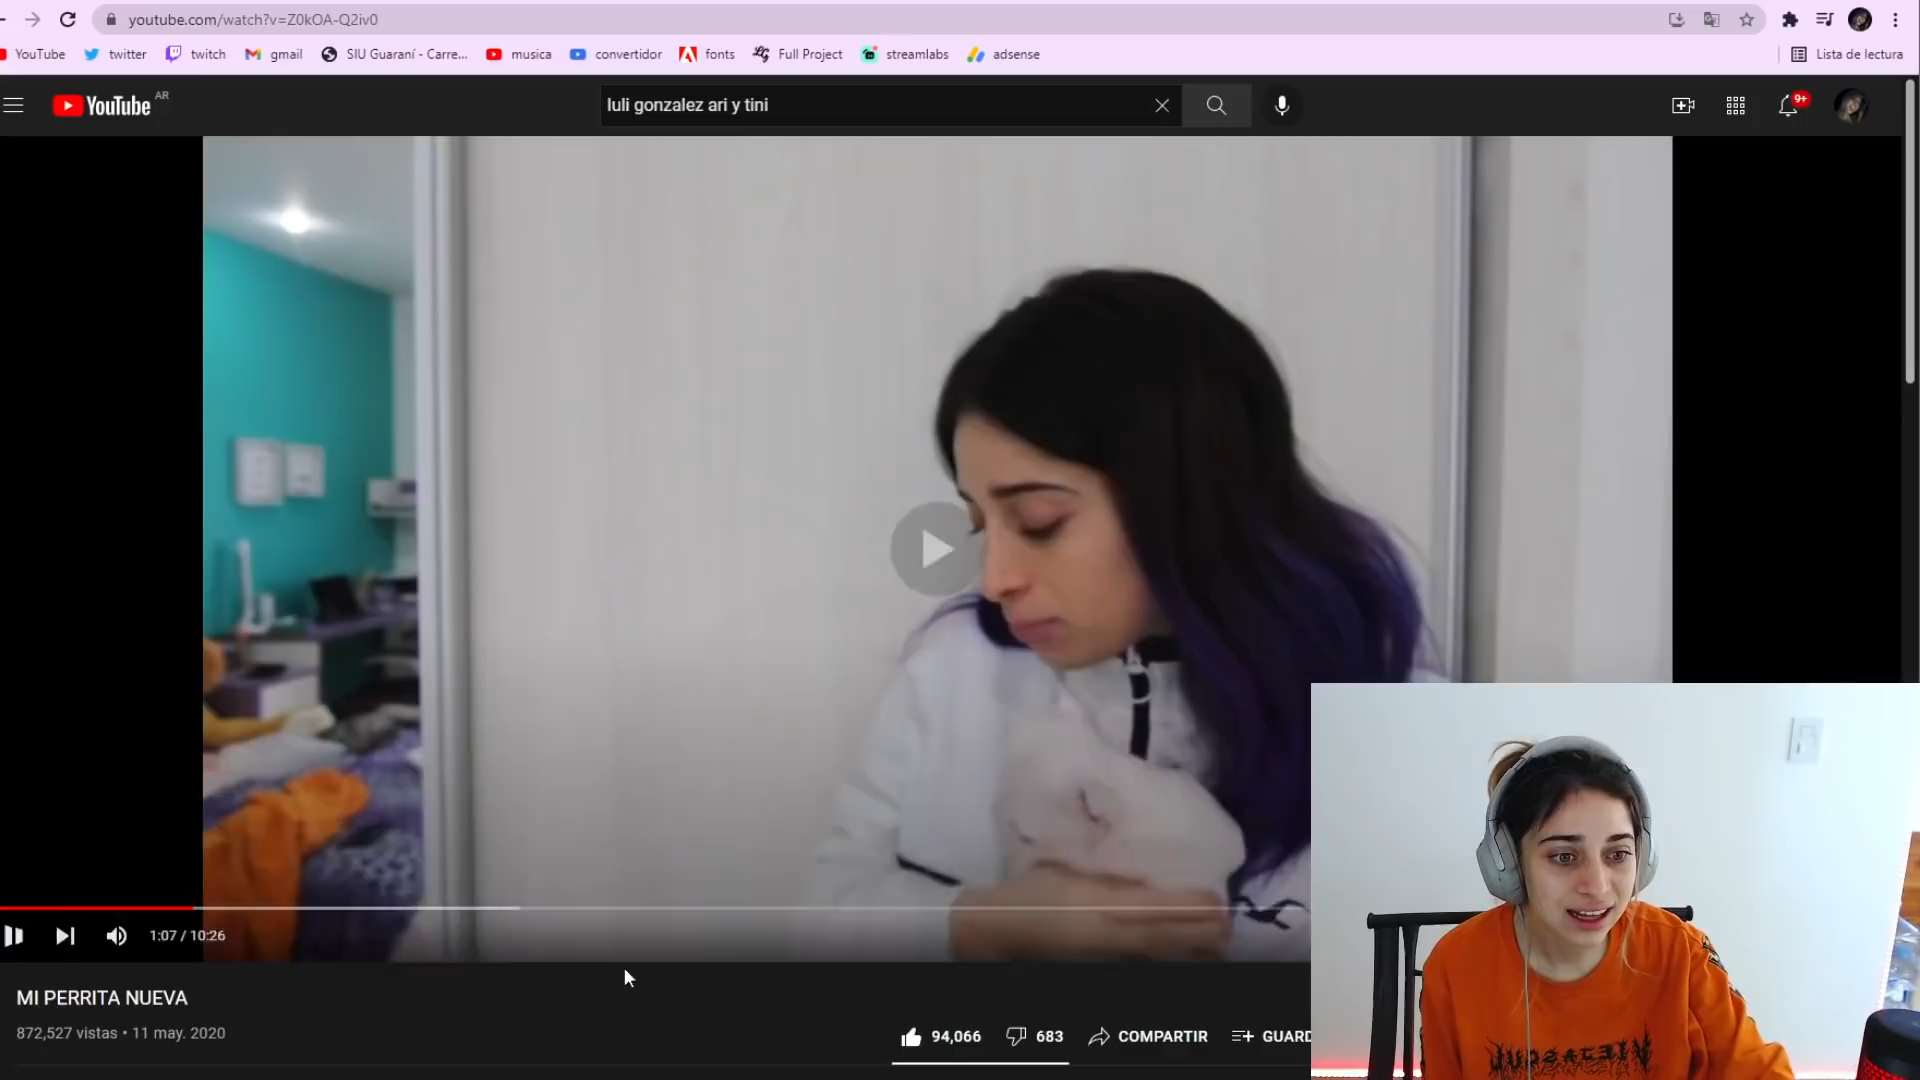 youtube.com/watch?v=Z0kOA-Q2iv0
YouTube twitter twitch gmail SIU Guaraní - Carre... musica convertidor fonts Full Project streamlabs adsense Lista de lectura
YouTube AR luli gonzalez ari y tini 9+
1:07 / 10:26
MI PERRITA NUEVA
872,527 vistas • 11 may. 2020
94,066 683 COMPARTIR GUARD